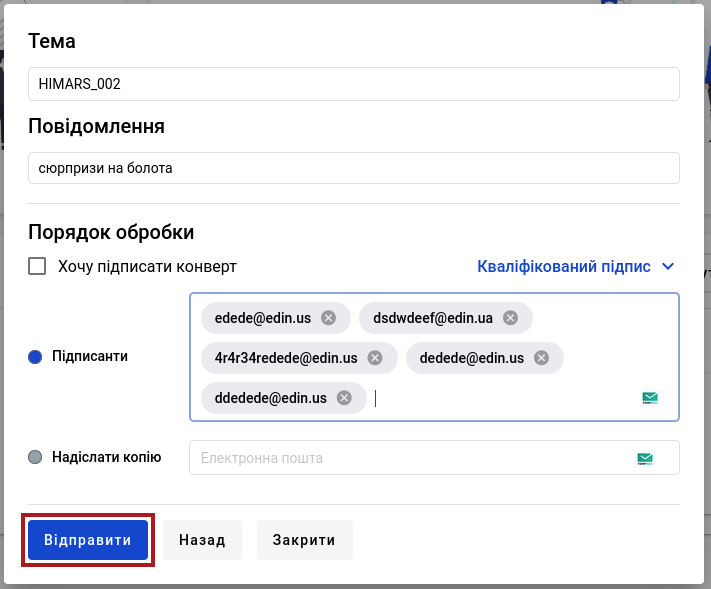 Тема
HIMARS_002
Повідомлення
сюрпризи на болота
Порядок обробки
Хочу підписати конверт
Кваліфікований підпис
edede@edin.us
dsdwdeef@edin.ua
Підписанти
4r4r34redede@edin.us
dedede@edin.us
ddedede@edin.us
Надіслати копію
Електронна пошта
Відправити
Назад
Закрити